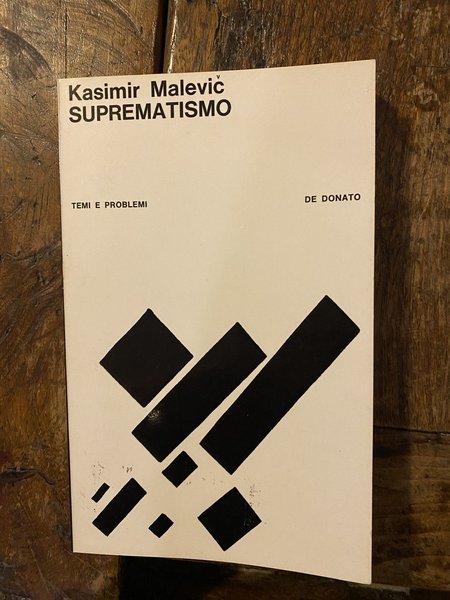 Kasimir Malevič
SUPREMATISMO
TEMI E PROBLEMI
DE DONATO